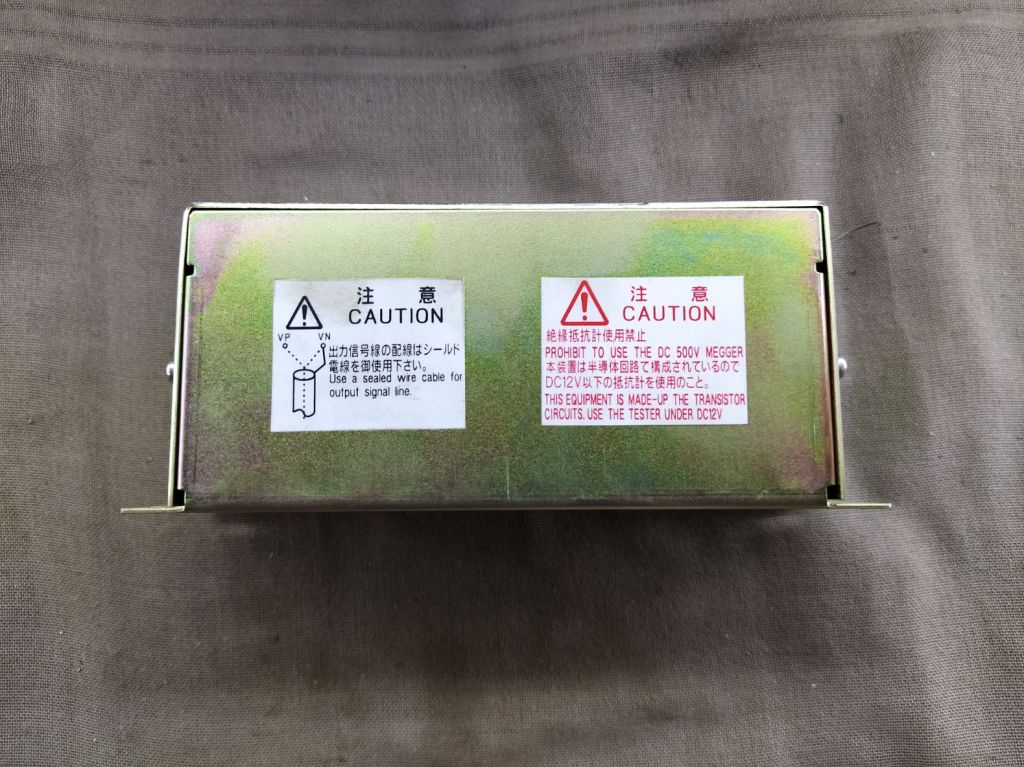 注 意
CAUTION
VP VN
出力信号線の配線はシールド
電線を御使用下さい。
Use a sealed wire cable for
output signal line.
注 意
CAUTION
絶縁抵抗計使用禁止
PROHIBIT TO USE THE DC 500V MEGGER
本装置は半導体回路で構成されているので
DC12V以下の抵抗計を使用のこと。
THIS EQUIPMENT IS MADE-UP THE TRANSISTOR
CIRCUITS. USE THE TESTER UNDER DC12V